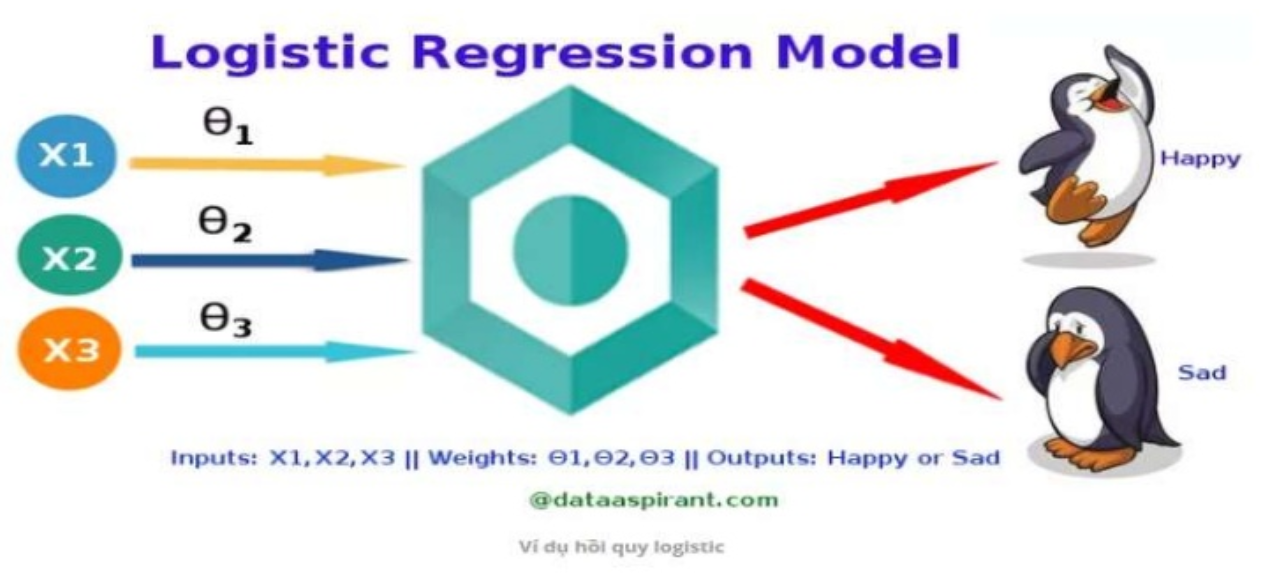 Logistic Regression Model
X1
Θ1
X2
Θ2
X3
Θ3
Happy
Sad
Inputs: X1,X2,X3 || Weights: Θ1,Θ2,Θ3 || Outputs: Happy or Sad
@dataaspirant.com
Ví dụ hồi quy logistic